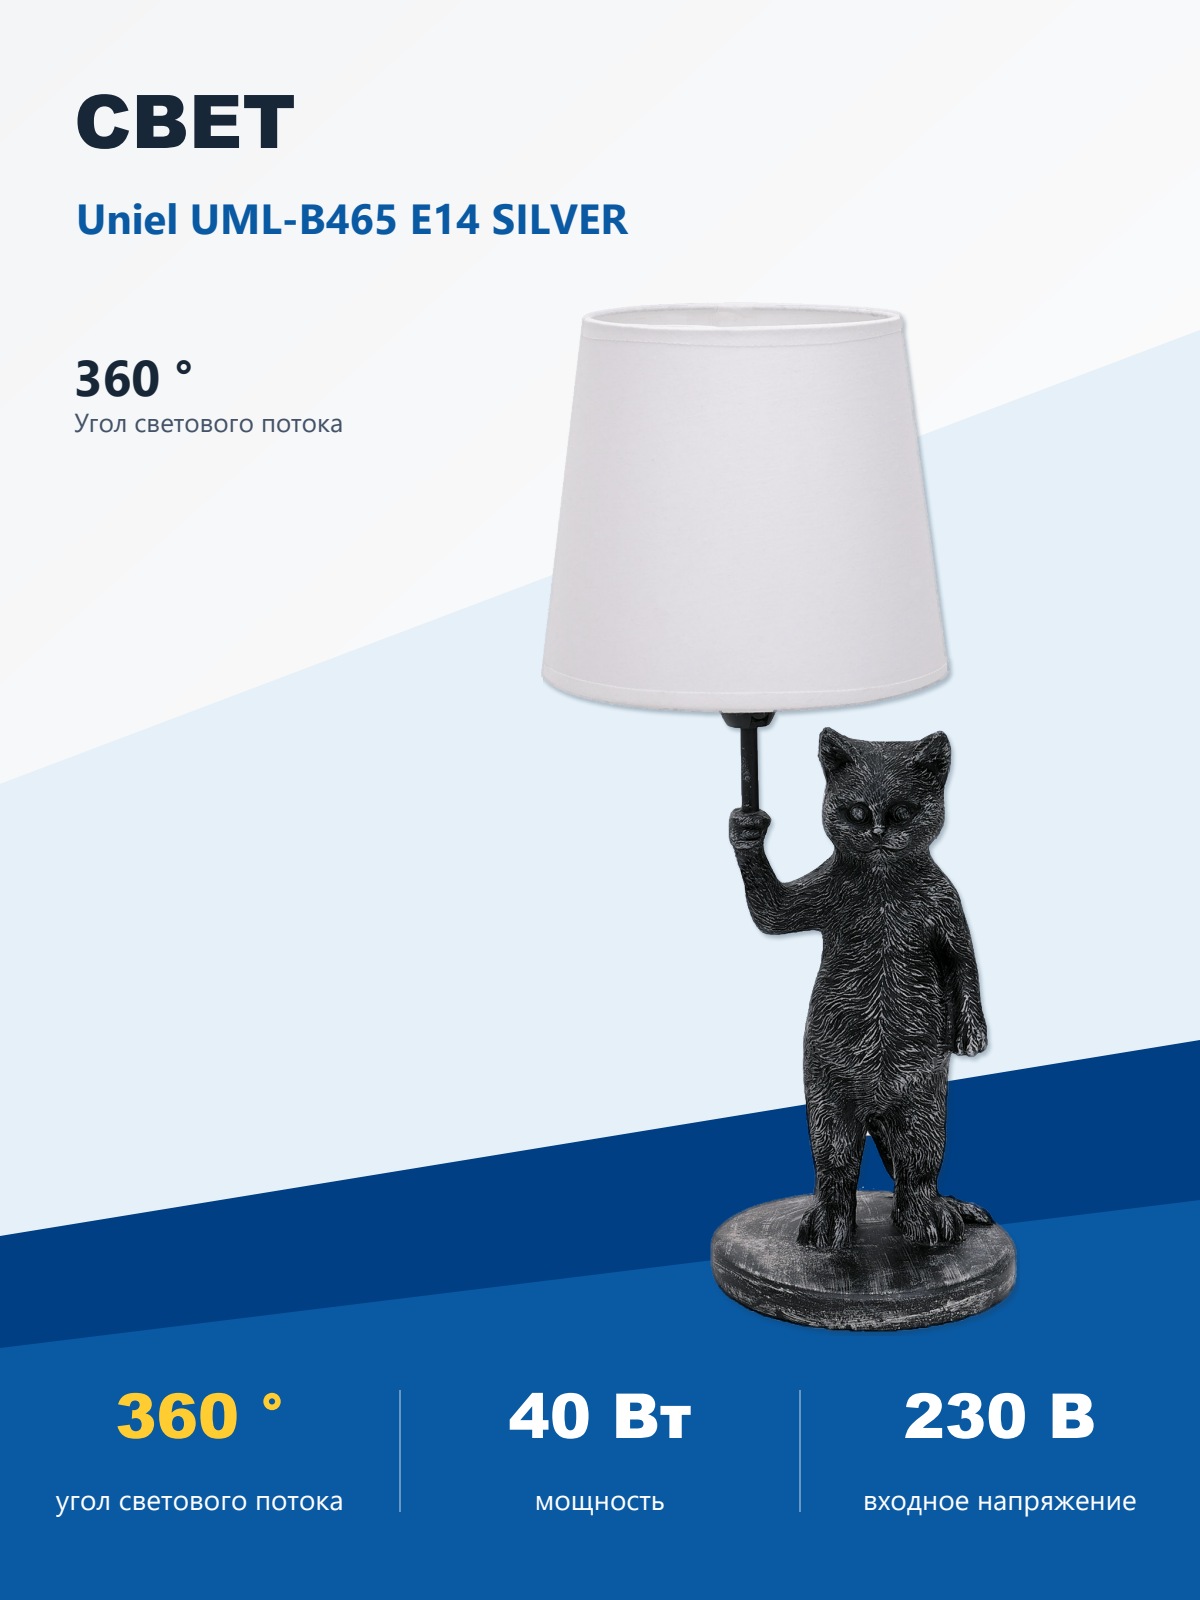 СВЕТ
Uniel UML-B465 E14 SILVER
360 °
Угол светового потока
360 °
угол светового потока
40 Вт
мощность
230 В
входное напряжение